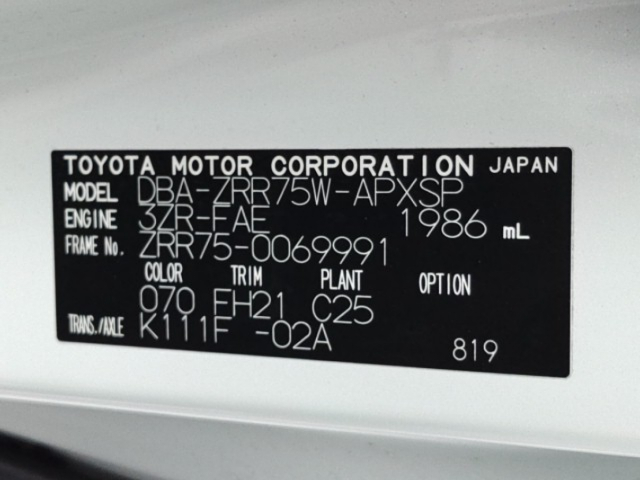 TOYOTA MOTOR CORPORATION JAPAN
MODEL DBA-ZRR75W-APXSP
ENGINE 3ZR-FAE 1986 mL
FRAME No. ZRR75-0069991
COLOR TRIM PLANT OPTION
070 FH21 C25
TRANS./AXLE K111F -02A
819